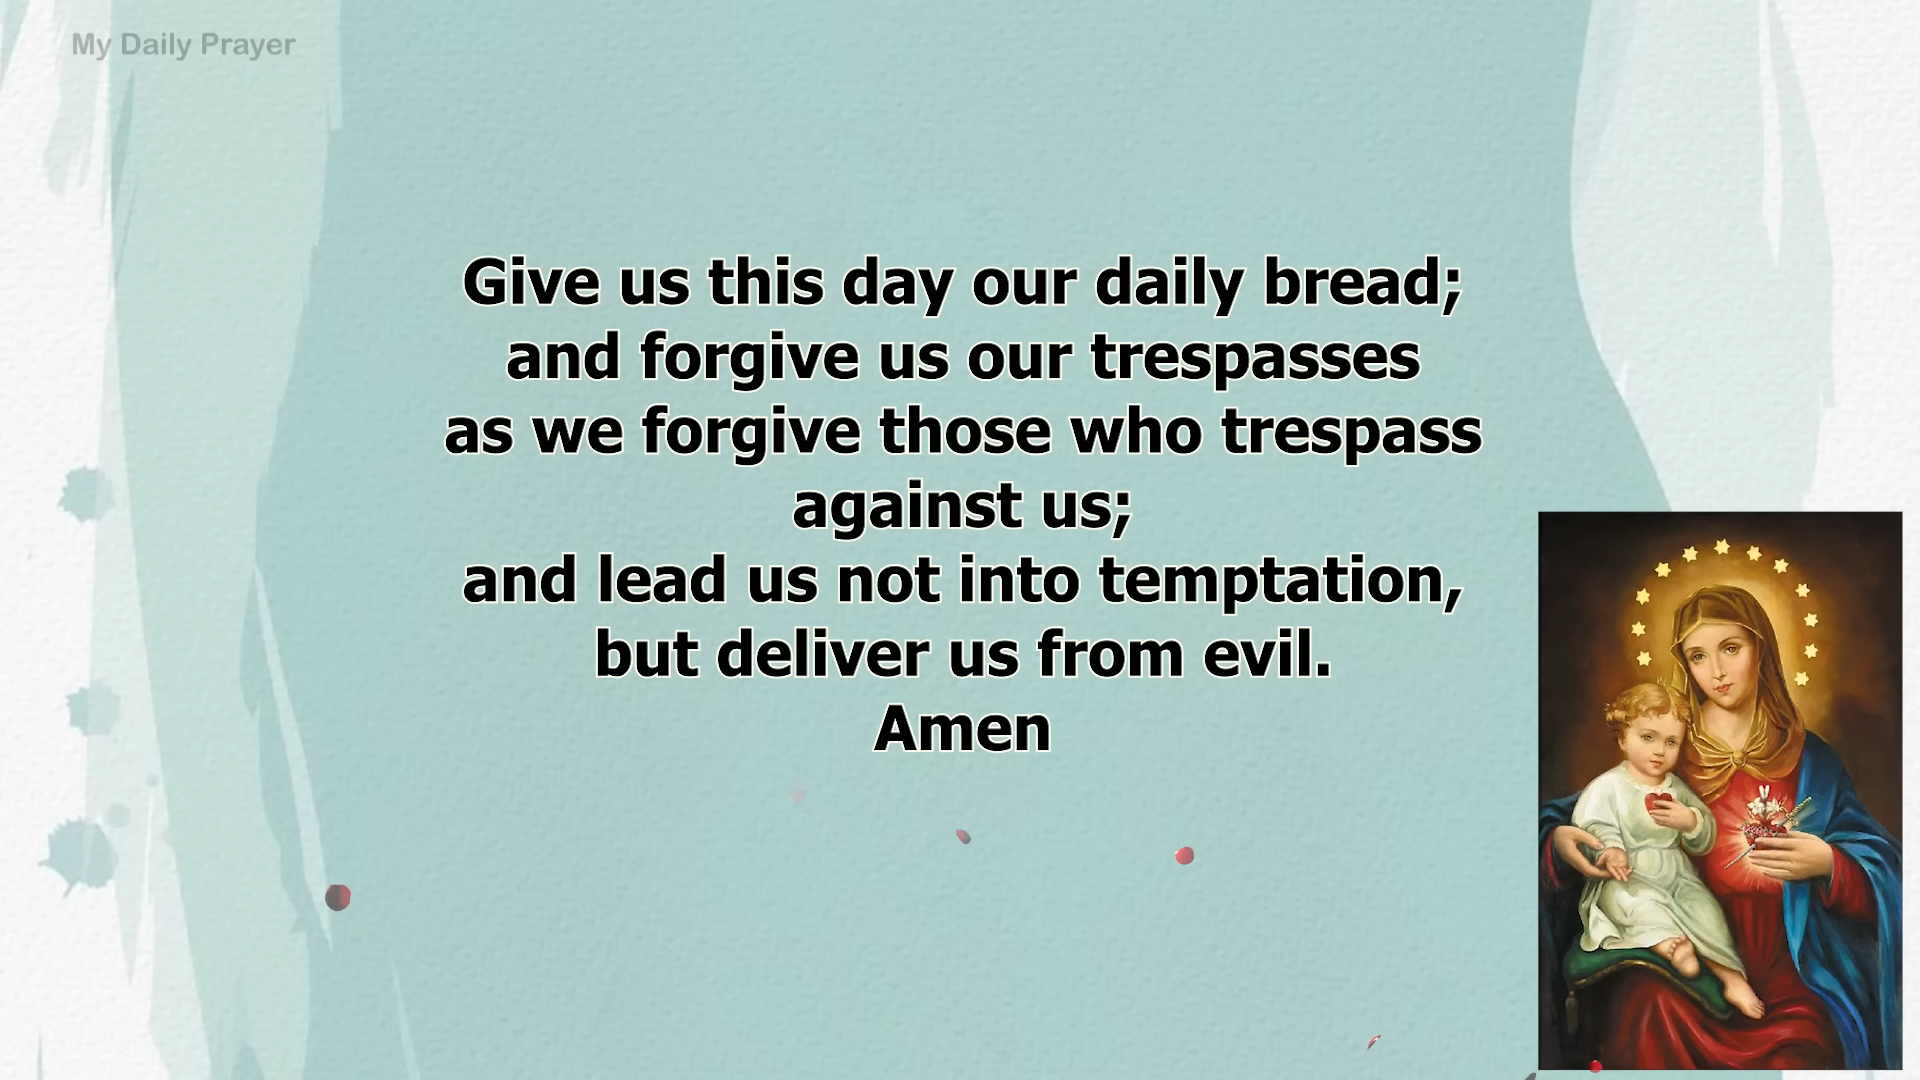 My Daily Prayer
Give us this day our daily bread;
and forgive us our trespasses
as we forgive those who trespass
against us;
and lead us not into temptation,
but deliver us from evil.
Amen